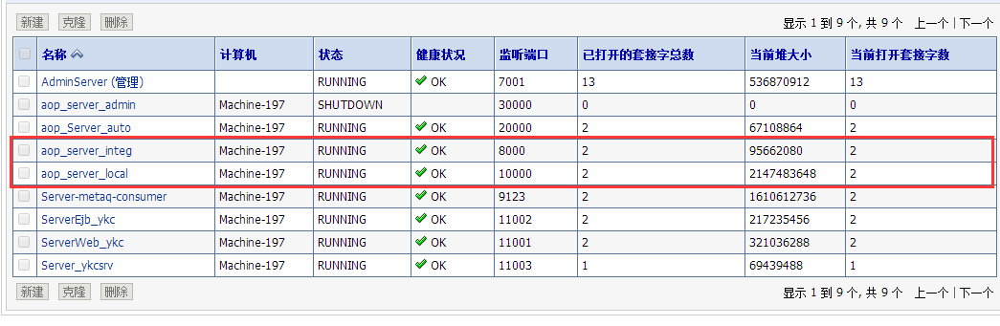 新建 克隆 删除 显示 1 到 9 个, 共 9 个 上一个 | 下一个
名称 计算机 状态 健康状况 监听端口 已打开的套接字总数 当前堆大小 当前打开套接字数
AdminServer (管理) RUNNING OK 7001 13 536870912 13
aop_server_admin Machine-197 SHUTDOWN 30000 0 0 0
aop_Server_auto Machine-197 RUNNING OK 20000 2 67108864 2
aop_server_integ Machine-197 RUNNING OK 8000 2 95662080 2
aop_server_local Machine-197 RUNNING OK 10000 2 2147483648 2
Server-metaq-consumer Machine-197 RUNNING OK 9123 2 1610612736 2
ServerEjb_ykc Machine-197 RUNNING OK 11002 2 217235456 2
ServerWeb_ykc Machine-197 RUNNING OK 11001 2 321036288 2
Server_ykcsrv Machine-197 RUNNING OK 11003 1 69439488 1
新建 克隆 删除 显示 1 到 9 个, 共 9 个 上一个 | 下一个